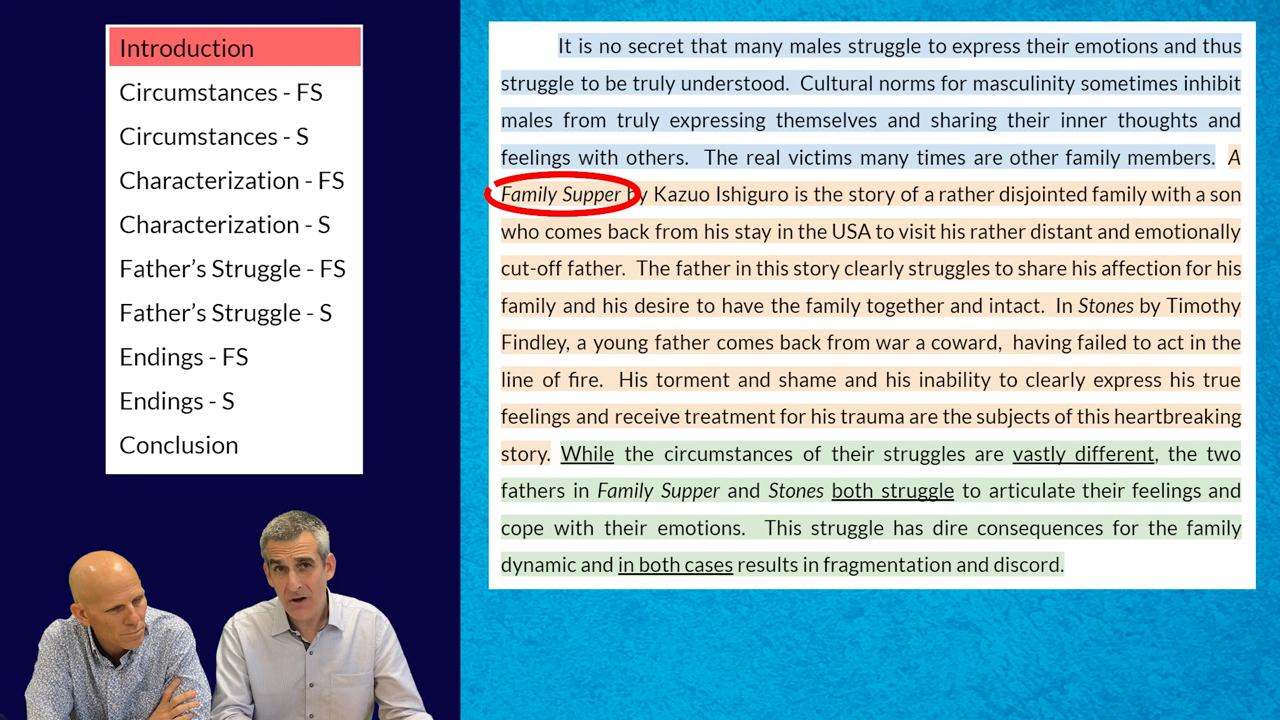 Introduction
Circumstances - FS
Circumstances - S
Characterization - FS
Characterization - S
Father's Struggle - FS
Father's Struggle - S
Endings - FS
Endings - S
Conclusion
It is no secret that many males struggle to express their emotions and thus
struggle to be truly understood. Cultural norms for masculinity sometimes inhibit
males from truly expressing themselves and sharing their inner thoughts and
feelings with others. The real victims many times are other family members. A
Family Supper by Kazuo Ishiguro is the story of a rather disjointed family with a son
who comes back from his stay in the USA to visit his rather distant and emotionally
cut-off father. The father in this story clearly struggles to share his affection for his
family and his desire to have the family together and intact. In Stones by Timothy
Findley, a young father comes back from war a coward, having failed to act in the
line of fire. His torment and shame and his inability to clearly express his true
feelings and receive treatment for his trauma are the subjects of this heartbreaking
story. While the circumstances of their struggles are vastly different, the two
fathers in Family Supper and Stones both struggle to articulate their feelings and
cope with their emotions. This struggle has dire consequences for the family
dynamic and in both cases results in fragmentation and discord.